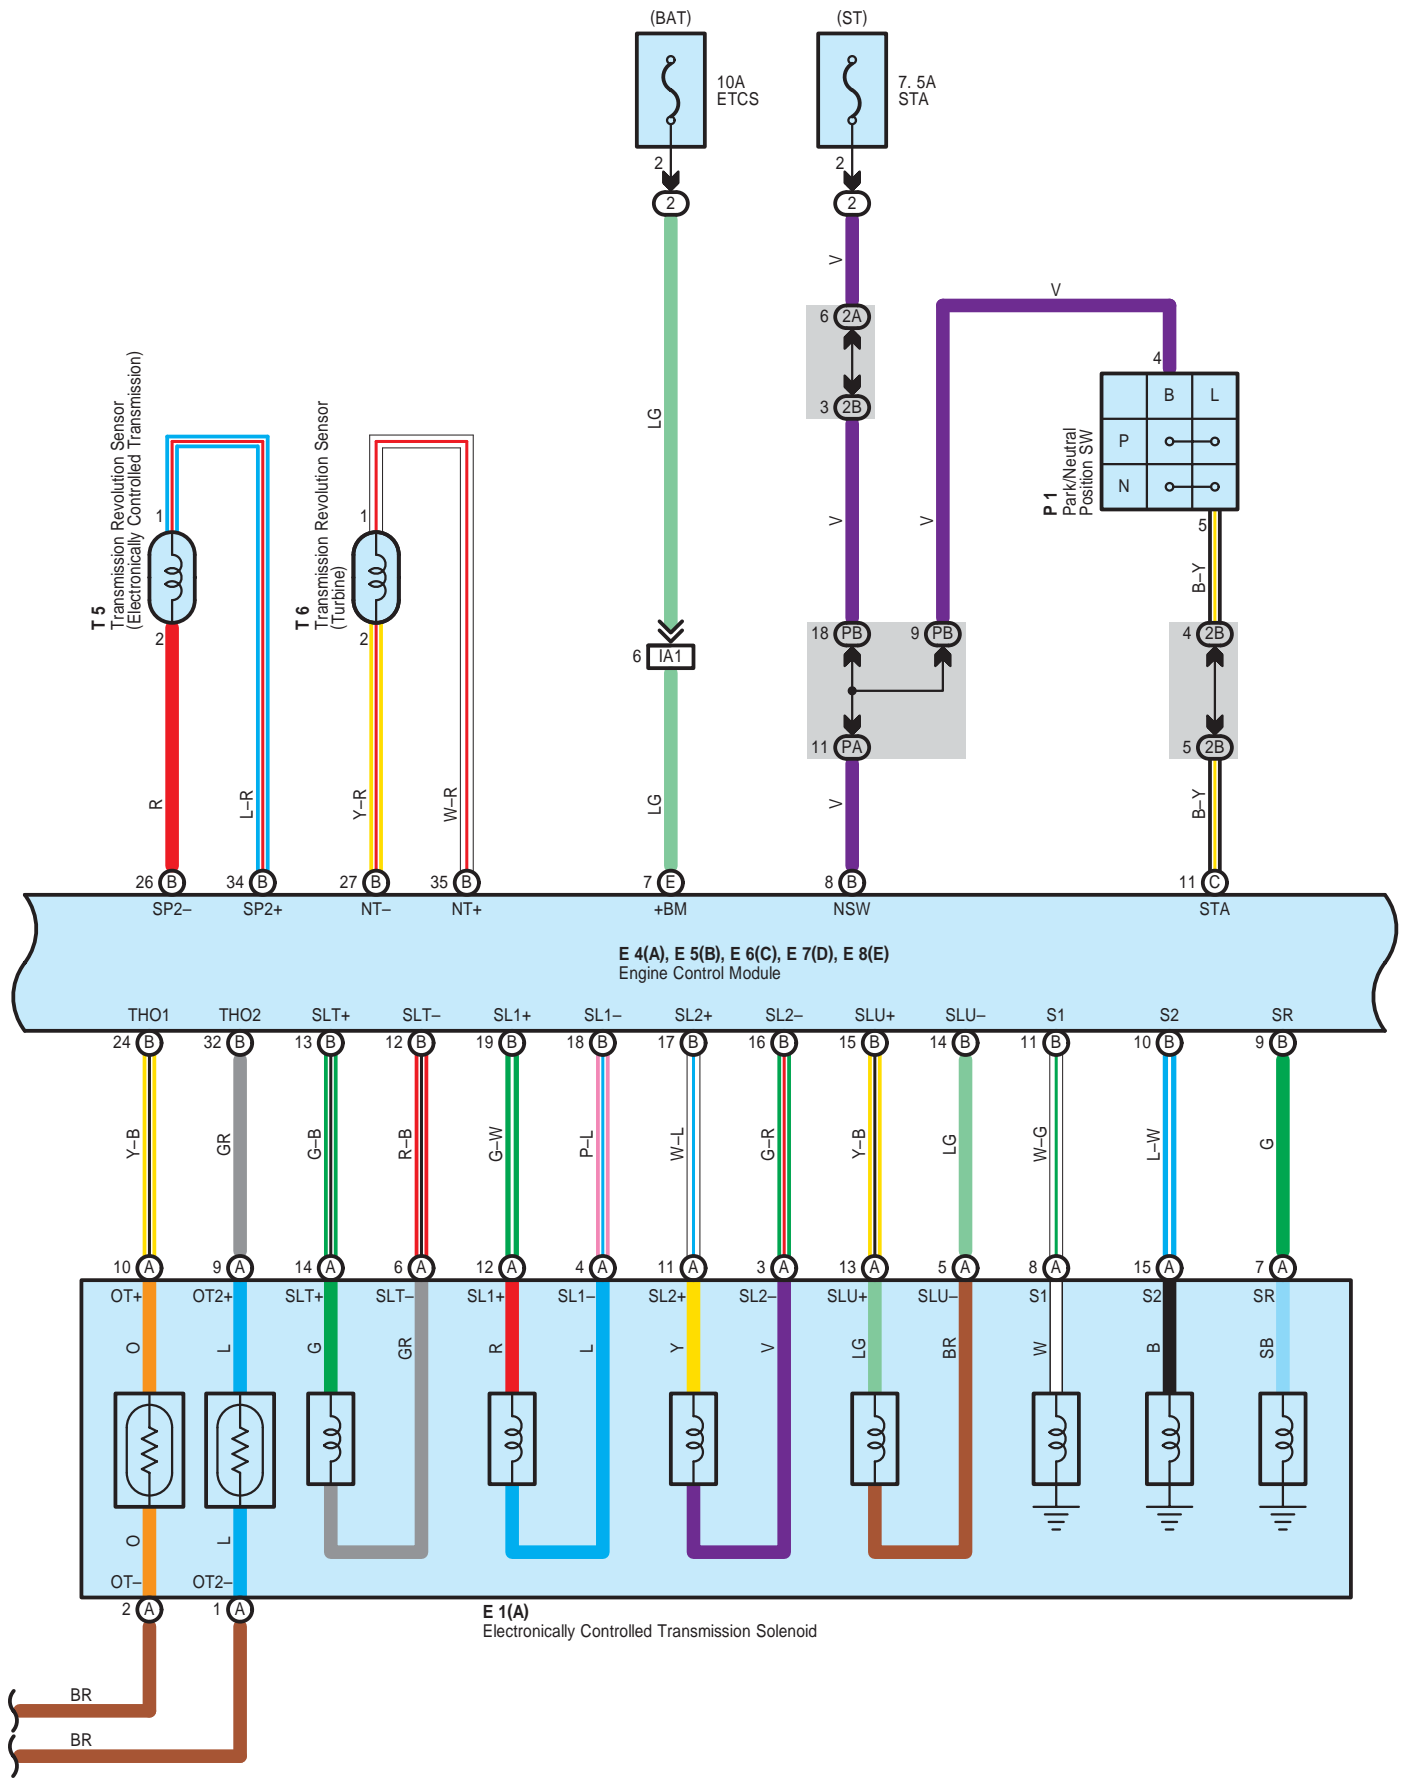 (BAT)
(ST)
10A
ETCS
7. 5A
STA
2
2
2
2
V
6 2A
3 2B
V
4
B L
P
N
P 1
Park/Neutral
Position SW
5
LG
V
V
B–Y
T 5
Transmission Revolution Sensor
(Electronically Controlled Transmission)
1
2
T 6
Transmission Revolution Sensor
(Turbine)
1
2
6 IA1
18 PB
9 PB
11 PA
4 2B
5 2B
R
L–R
Y–R
W–R
LG
V
B–Y
26 B
34 B
27 B
35 B
7 E
8 B
11 C
SP2–
SP2+
NT–
NT+
+BM
NSW
STA
E 4(A), E 5(B), E 6(C), E 7(D), E 8(E)
Engine Control Module
THO1
THO2
SLT+
SLT–
SL1+
SL1–
SL2+
SL2–
SLU+
SLU–
S1
S2
SR
24 B
32 B
13 B
12 B
19 B
18 B
17 B
16 B
15 B
14 B
11 B
10 B
9 B
Y–B
GR
G–B
R–B
G–W
P–L
W–L
G–R
Y–B
LG
W–G
L–W
G
10 A
9 A
14 A
6 A
12 A
4 A
11 A
3 A
13 A
5 A
8 A
15 A
7 A
OT+
OT2+
SLT+
SLT–
SL1+
SL1–
SL2+
SL2–
SLU+
SLU–
S1
S2
SR
O
L
G
GR
R
L
Y
V
LG
BR
W
B
SB
O
L
OT–
OT2–
2 A
1 A
E 1(A)
Electronically Controlled Transmission Solenoid
BR
BR